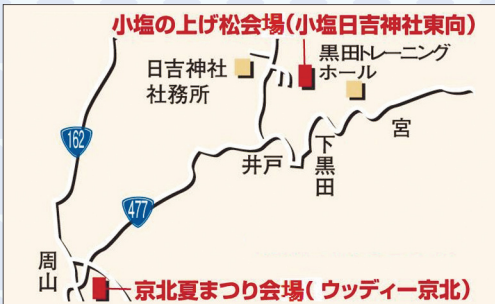 小塩の上げ松会場(小塩日吉神社東向)
日吉神社
社務所
黒田トレーニング
ホール
162
宮
下黒田
井戸
477
周山
京北夏まつり会場( ウッディー京北)